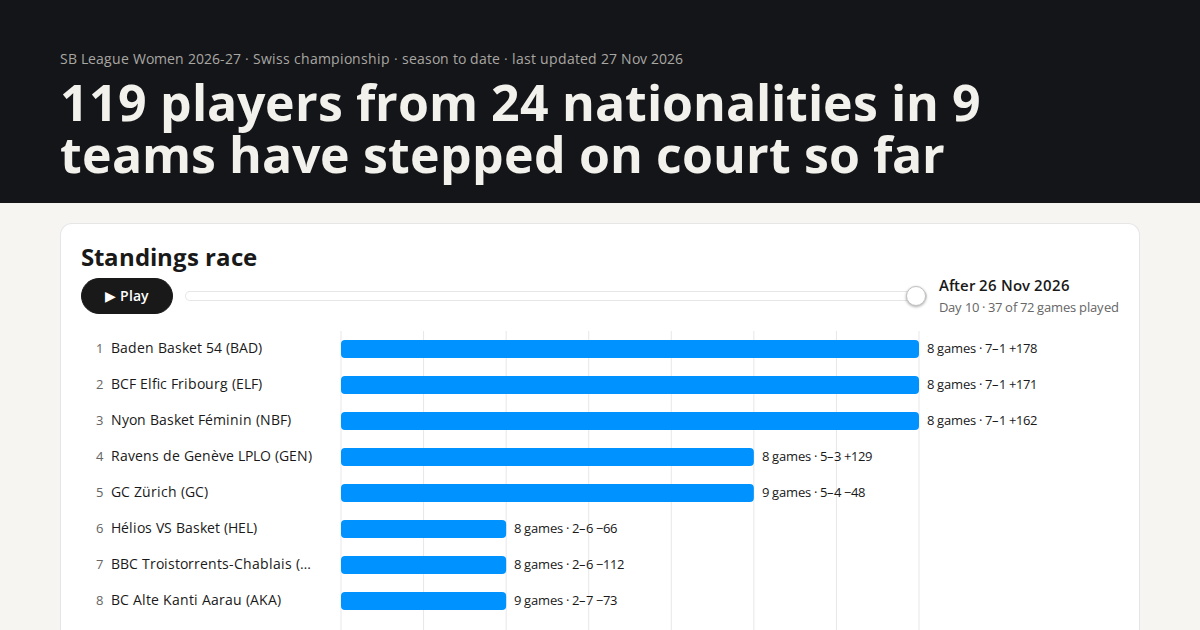 SB League Women 2026-27 · Swiss championship · season to date · last updated 27 Nov 2026
119 players from 24 nationalities in 9
teams have stepped on court so far
Standings race
▶ Play
After 26 Nov 2026
Day 10 · 37 of 72 games played
1 Baden Basket 54 (BAD) 8 games · 7–1 +178
2 BCF Elfic Fribourg (ELF) 8 games · 7–1 +171
3 Nyon Basket Féminin (NBF) 8 games · 7–1 +162
4 Ravens de Genève LPLO (GEN) 8 games · 5–3 +129
5 GC Zürich (GC) 9 games · 5–4 −48
6 Hélios VS Basket (HEL) 8 games · 2–6 −66
7 BBC Troistorrents-Chablais (... 8 games · 2–6 −112
8 BC Alte Kanti Aarau (AKA) 9 games · 2–7 −73